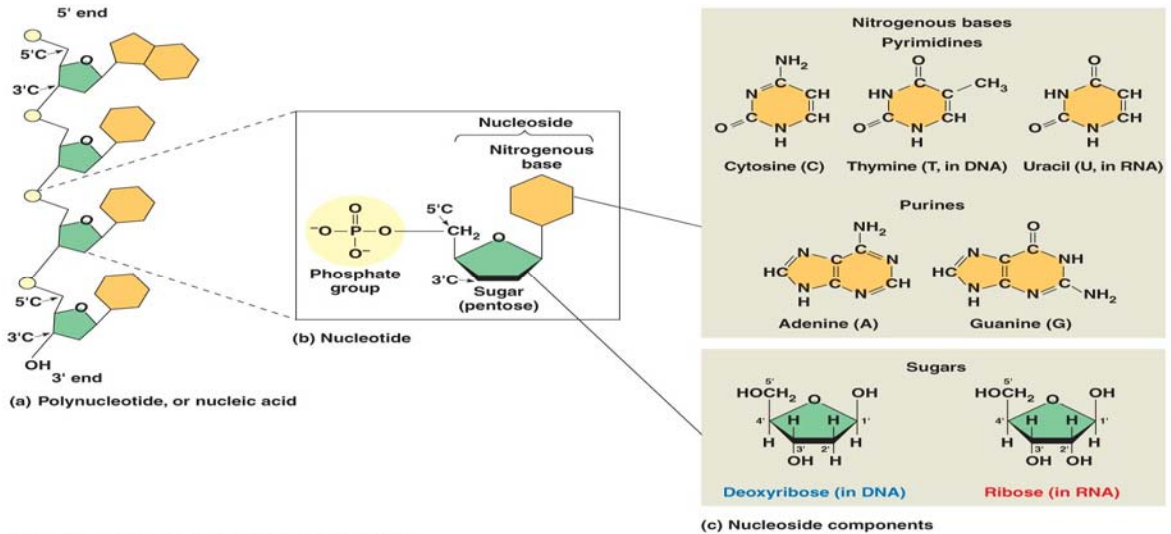 5' end
5'C
O
3'C
O
O
5'C
O
3'C
OH
3' end
(a) Polynucleotide, or nucleic acid
Nucleoside
Nitrogenous
base
O
5'C
⁻O—P—O
CH₂
O
O⁻
Phosphate
group
3'C
Sugar
(pentose)
(b) Nucleotide
Nitrogenous bases
Pyrimidines
NH₂
C
N CH
C CH
O N
H
Cytosine (C)
O
C CH₃
HN C
C CH
O N
H
Thymine (T, in DNA)
O
C
HN CH
C CH
O N
H
Uracil (U, in RNA)
Purines
NH₂
N C
C N
HC
C CH
N N
H
Adenine (A)
O
N C
C NH
HC
C C
N N NH₂
H
Guanine (G)
Sugars
5'
HOCH₂ O OH
4' H H 1'
H 3' 2' H
OH H
Deoxyribose (in DNA)
5'
HOCH₂ O OH
4' H H 1'
H 3' 2' H
OH OH
Ribose (in RNA)
(c) Nucleoside components